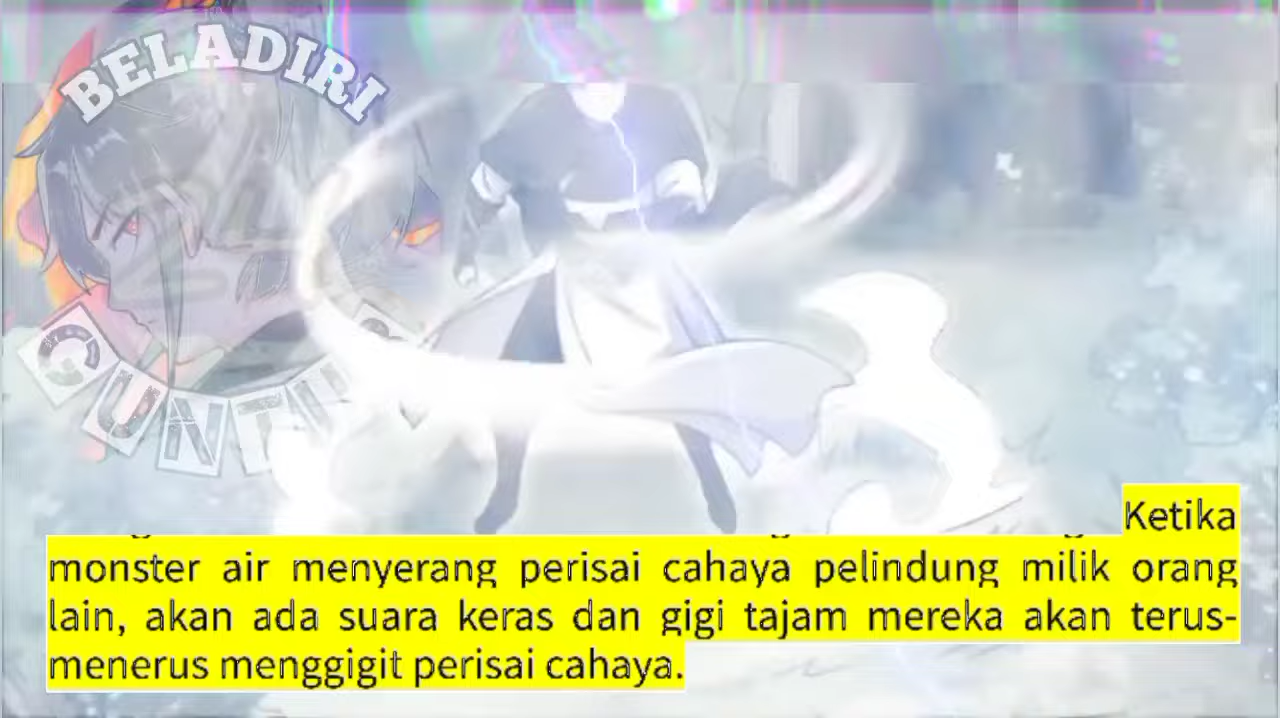 BELADIRI
Ketika
monster air menyerang perisai cahaya pelindung milik orang
lain, akan ada suara keras dan gigi tajam mereka akan terus-
menerus menggigit perisai cahaya.